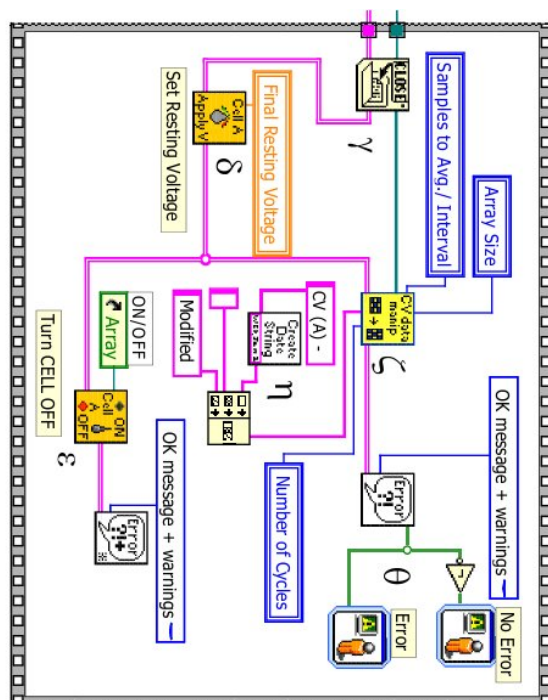 CLOSE
γ
Set Resting Voltage
Cell A
Apply V
δ
Final Resting Voltage
Samples to Avg./ Interval
Array Size
CV data
manip
ζ
CV (A) -
Create
Date
String
η
Modified
ON/OFF
Array
Turn CELL OFF
ON
Cell
A
OFF
ε
Error
?!+
OK message + warnings
Number of Cycles
Error
?!
OK message + warnings
θ
No Error
Error